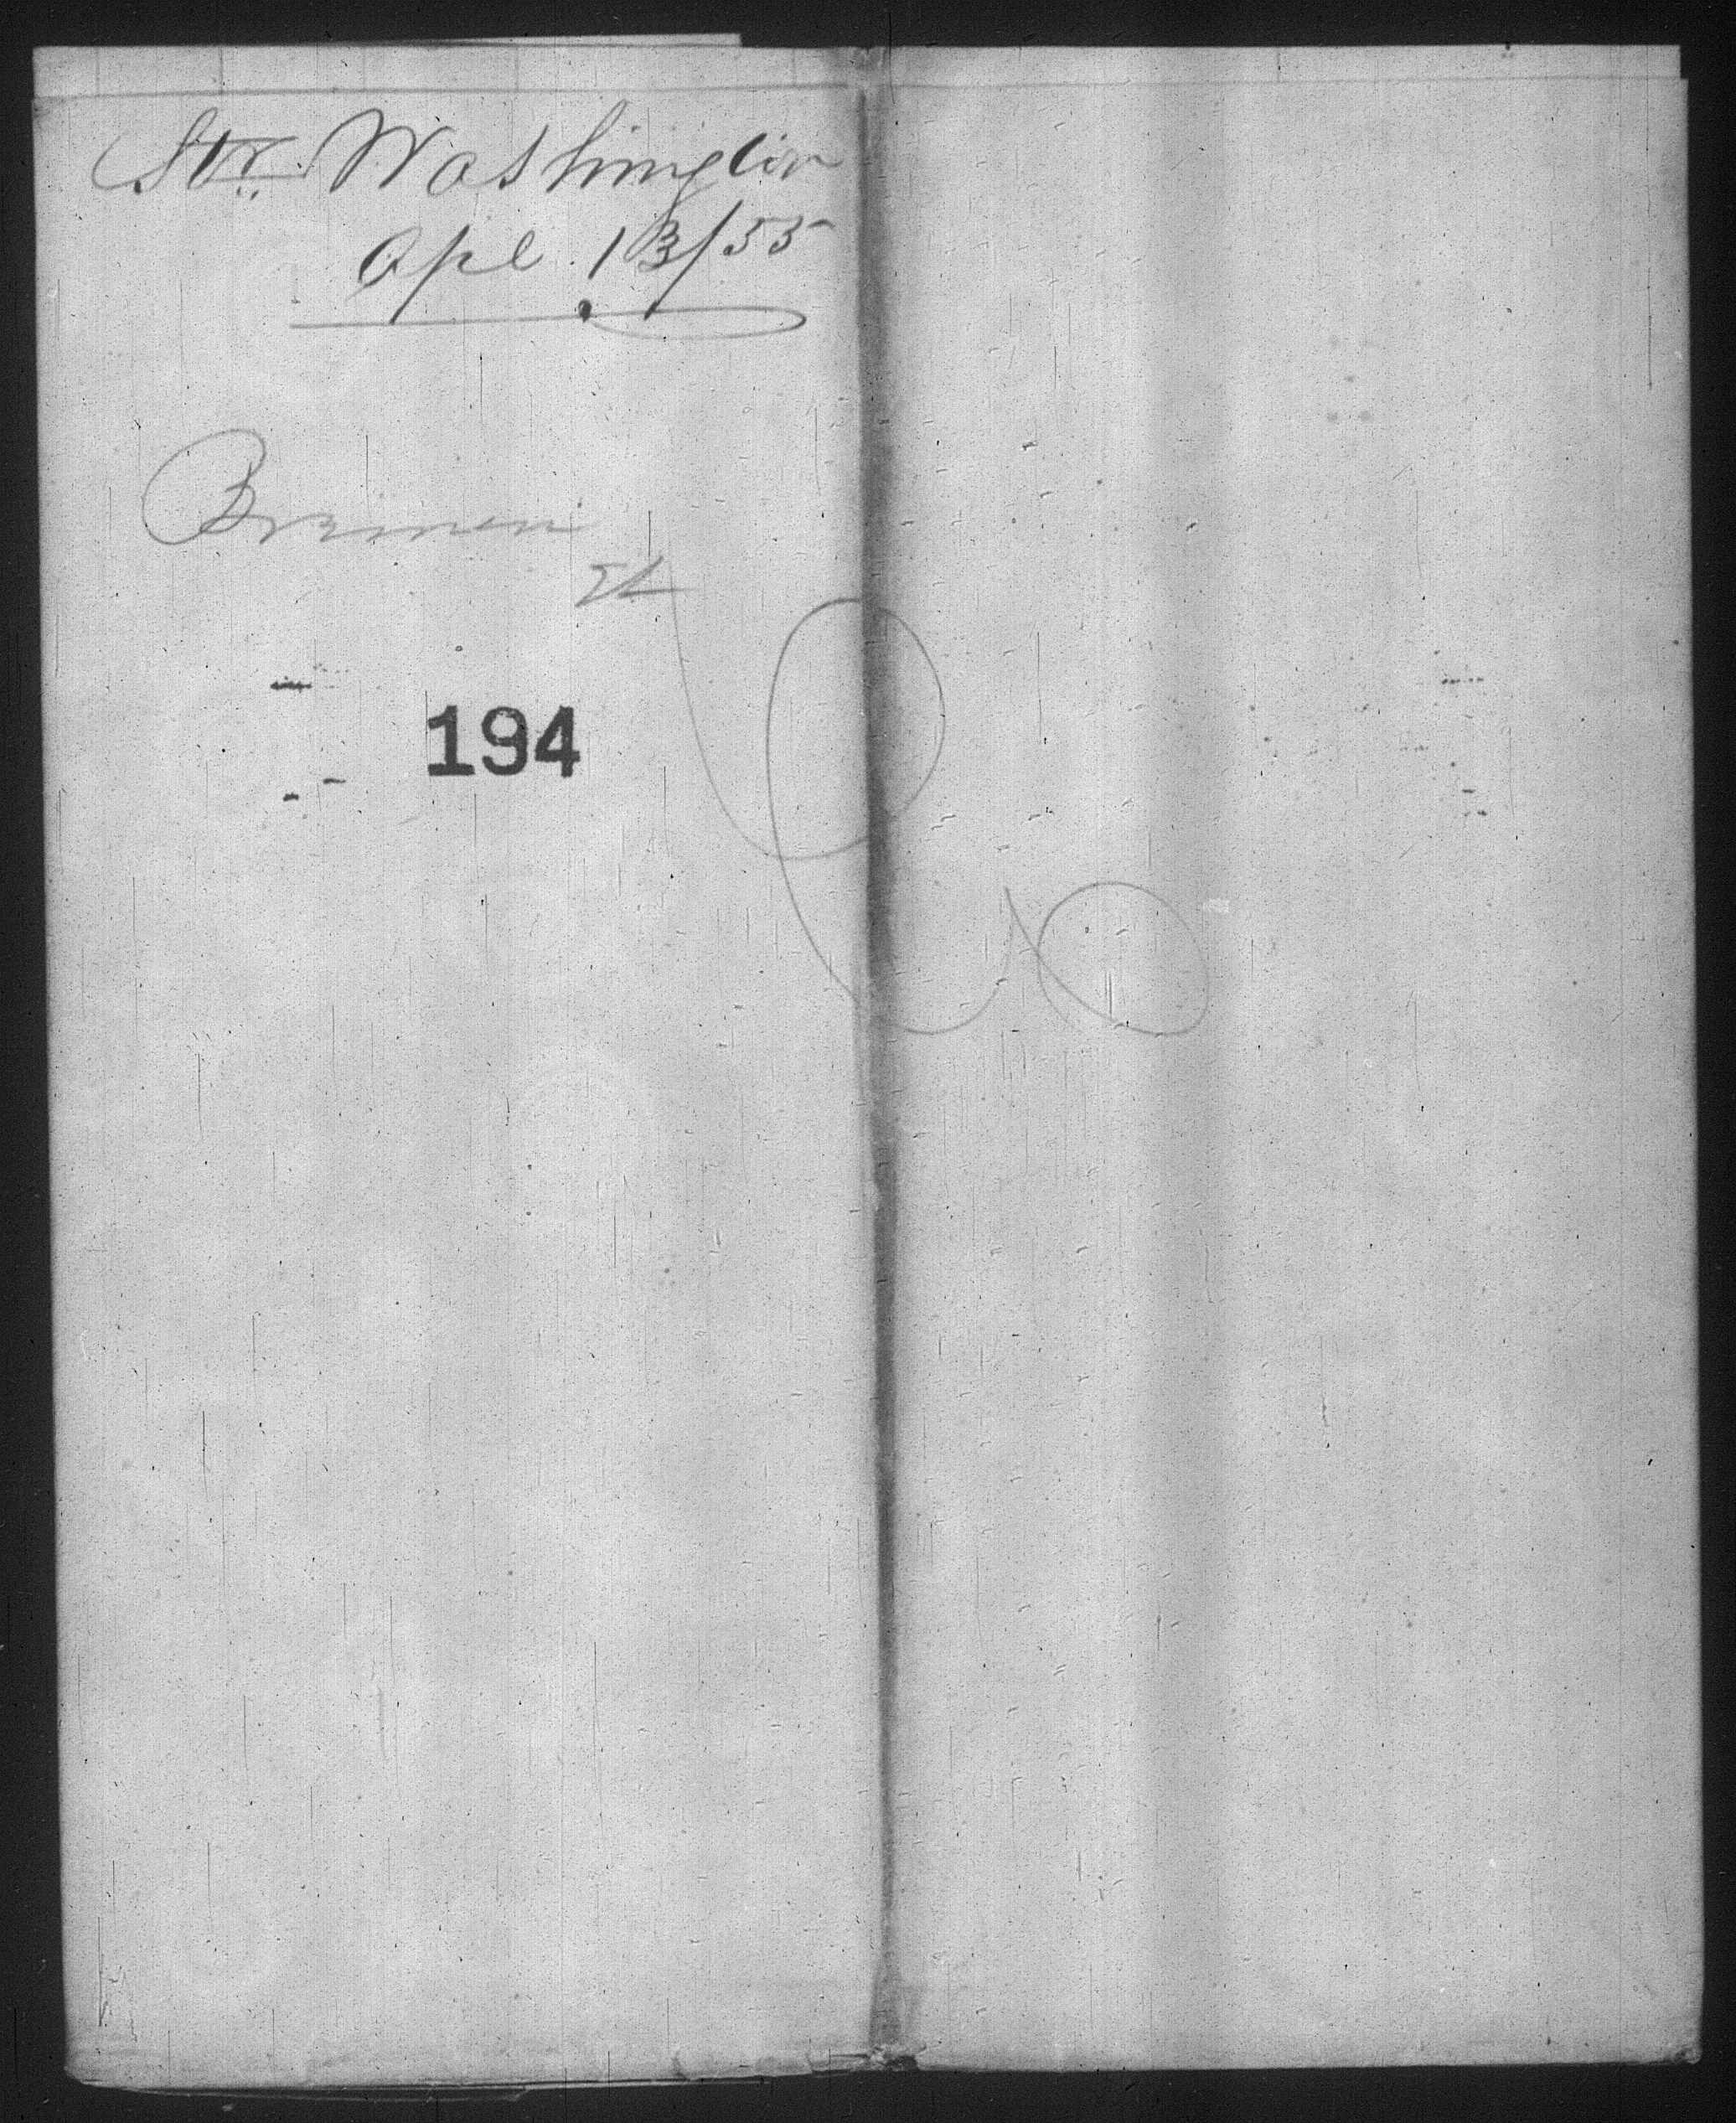 Str. Washington
Apl. 13/55
Bremen
194